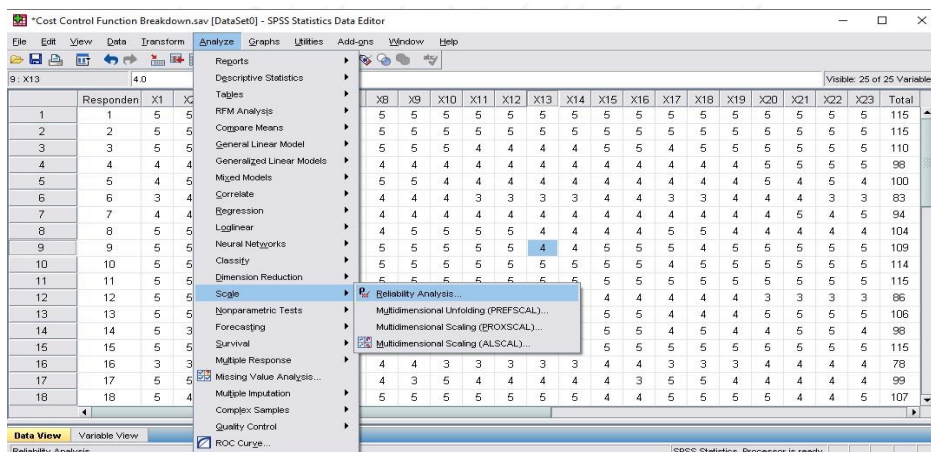 *Cost Control Function Breakdown.sav [DataSet0] - SPSS Statistics Data Editor
File Edit View Data Transform Analyze Graphs Utilities Add-ons Window Help
9 : X13 4.0 Visible: 25 of 25 Variable
Responden X1 X8 X9 X10 X11 X12 X13 X14 X15 X16 X17 X18 X19 X20 X21 X22 X23 Total
1 1 5 5 5 5 5 5 5 5 5 5 5 5 5 5 5 5 5 5 115
2 2 5 5 5 5 5 5 5 5 5 5 5 5 5 5 5 5 5 5 115
3 3 5 5 5 5 5 4 4 4 4 5 5 4 5 5 5 5 5 5 110
4 4 4 4 4 4 4 4 4 4 4 4 4 4 4 4 5 5 5 5 98
5 5 4 5 5 5 4 4 4 4 4 4 4 4 4 4 5 4 5 4 100
6 6 3 4 4 4 4 3 3 3 3 4 4 3 3 4 4 4 3 3 83
7 7 4 4 4 4 4 4 4 4 4 4 4 4 4 4 4 5 4 5 94
8 8 5 5 4 5 5 5 4 4 4 4 4 5 5 4 4 4 4 4 104
9 9 5 5 5 5 5 5 5 4 4 5 5 5 4 5 5 5 5 5 109
10 10 5 5 5 5 5 5 5 5 5 5 5 4 5 5 5 5 5 5 114
11 11 5 5 5 5 5 5 5 5 5 5 5 5 5 5 5 5 5 5 115
12 12 5 5 4 4 4 4 4 3 3 3 3 86
13 13 5 5 5 5 4 4 4 5 5 5 5 106
14 14 5 3 5 5 4 5 4 5 5 4 4 98
15 15 5 5 5 5 5 5 5 5 5 5 5 115
16 16 3 3 4 4 3 3 3 3 3 4 4 3 3 3 4 4 4 4 78
17 17 5 5 4 3 5 4 4 4 4 4 3 5 5 4 4 4 4 4 99
18 18 5 4 5 5 5 5 5 5 5 4 4 5 5 5 5 4 4 5 107
Reports
Descriptive Statistics
Tables
RFM Analysis
Compare Means
General Linear Model
Generalized Linear Models
Mixed Models
Correlate
Regression
Loglinear
Neural Networks
Classify
Dimension Reduction
Scale
Nonparametric Tests
Forecasting
Survival
Multiple Response
Missing Value Analysis...
Multiple Imputation
Complex Samples
Quality Control
ROC Curve...
Reliability Analysis...
Multidimensional Unfolding (PREFSCAL)...
Multidimensional Scaling (PROXSCAL)...
Multidimensional Scaling (ALSCAL)...
Data View Variable View
Reliability Analysis SPSS Statistics Processor is ready